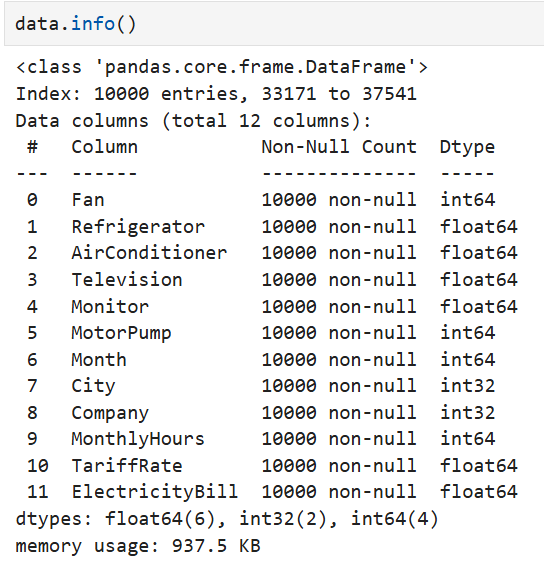 data.info()
<class 'pandas.core.frame.DataFrame'>
Index: 10000 entries, 33171 to 37541
Data columns (total 12 columns):
 #   Column           Non-Null Count  Dtype
---  ------           --------------  -----
 0   Fan              10000 non-null  int64
 1   Refrigerator     10000 non-null  float64
 2   AirConditioner   10000 non-null  float64
 3   Television       10000 non-null  float64
 4   Monitor          10000 non-null  float64
 5   MotorPump        10000 non-null  int64
 6   Month            10000 non-null  int64
 7   City             10000 non-null  int32
 8   Company          10000 non-null  int32
 9   MonthlyHours     10000 non-null  int64
 10  TariffRate       10000 non-null  float64
 11  ElectricityBill  10000 non-null  float64
dtypes: float64(6), int32(2), int64(4)
memory usage: 937.5 KB